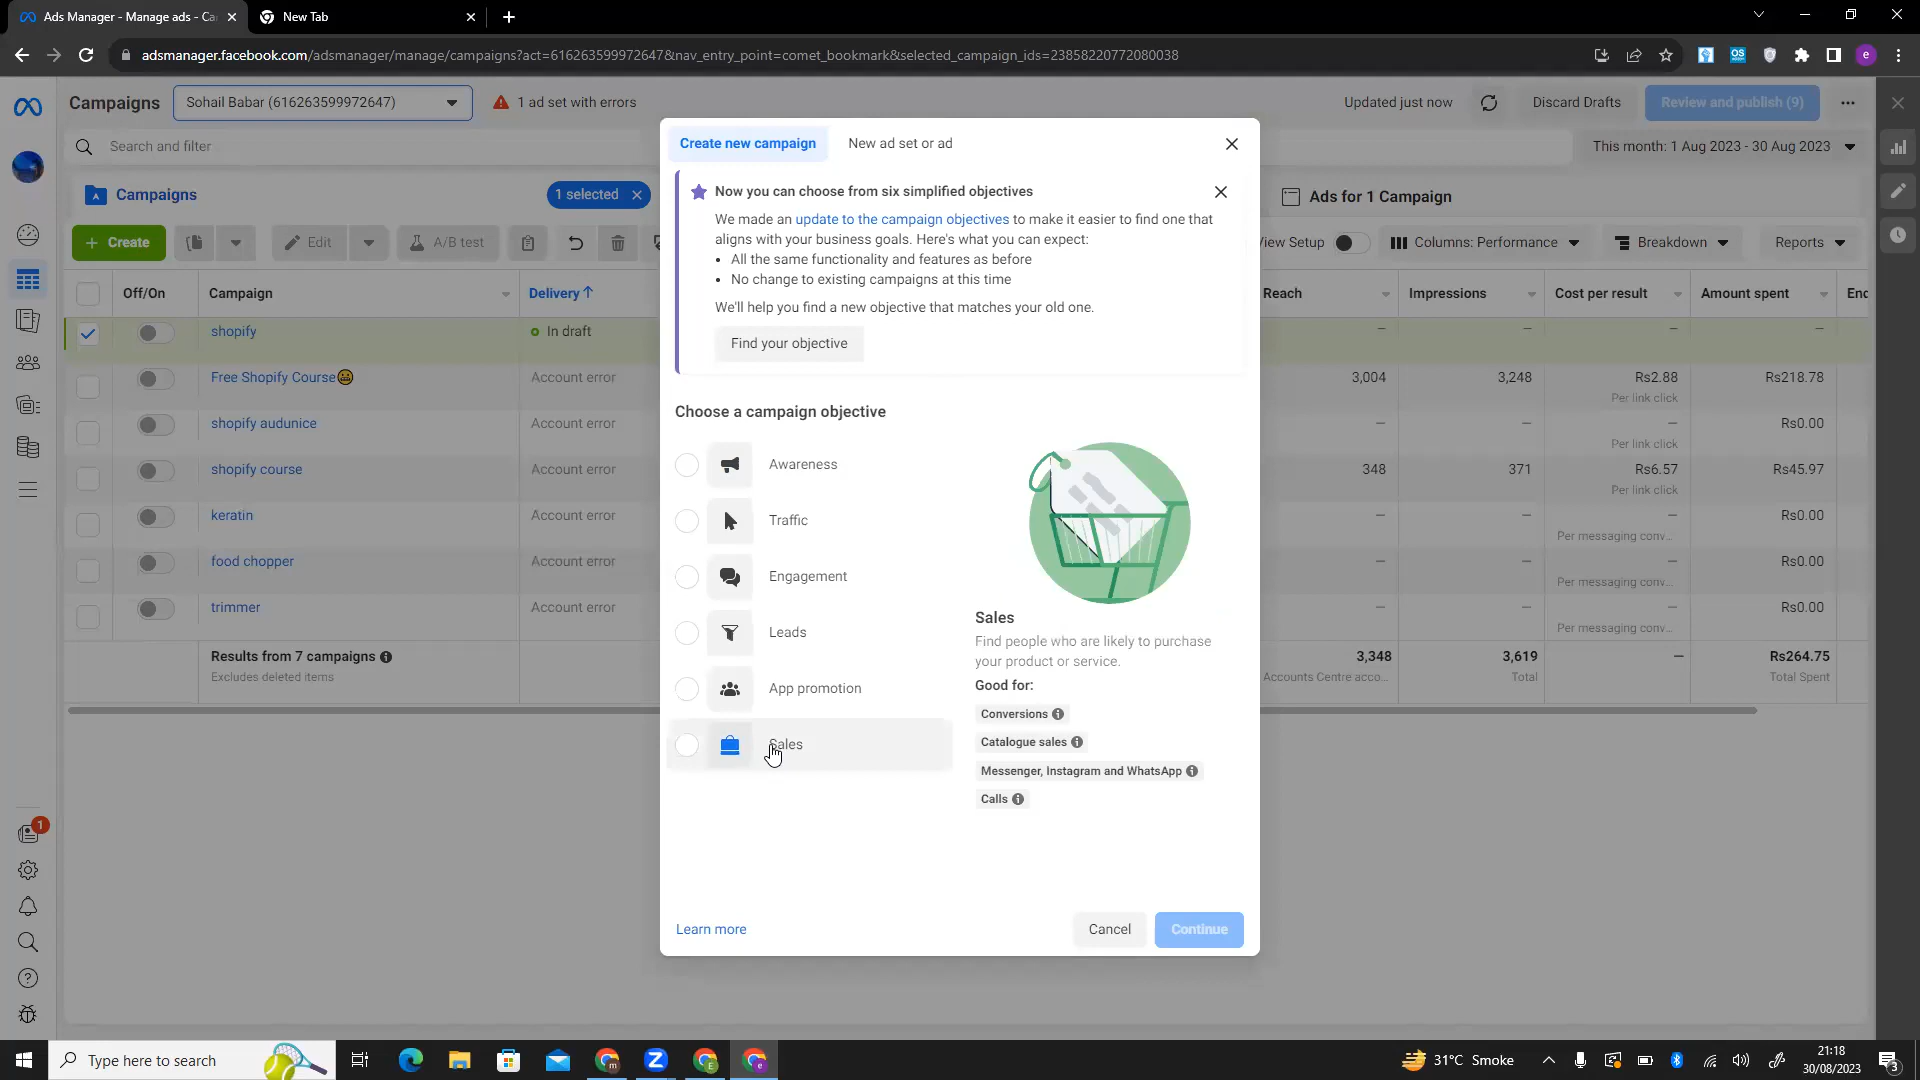 Ads Manager - Manage ads - Ca
New Tab
adsmanager.facebook.com/adsmanager/manage/campaigns?act=616263599972647&nav_entry_point=comet_bookmark&selected_campaign_ids=23858220772080038
OS
e
Campaigns
Sohail Babar (616263599972647)
1 ad set with errors
Updated just now
Discard Drafts
Review and publish (9)
Search and filter
This month: 1 Aug 2023 - 30 Aug 2023
Campaigns
1 selected
Ads for 1 Campaign
+ Create
Edit
A/B test
View Setup
Columns: Performance
Breakdown
Reports
Off/On
Campaign
Delivery ↑
Reach
Impressions
Cost per result
Amount spent
Enc
shopify
In draft
—
—
—
—
Free Shopify Course😀
Account error
3,004
3,248
Rs2.88
Per link click
Rs218.78
shopify audunice
Account error
—
—
—
Per link click
Rs0.00
shopify course
Account error
348
371
Rs6.57
Per link click
Rs45.97
keratin
Account error
—
—
—
Per messaging conv...
Rs0.00
food chopper
Account error
—
—
—
Per messaging conv...
Rs0.00
trimmer
Account error
—
—
—
Per messaging conv...
Rs0.00
Results from 7 campaigns
Excludes deleted items
3,348
Accounts Centre acco...
3,619
Total
—
Rs264.75
Total Spent
Create new campaign
New ad set or ad
Now you can choose from six simplified objectives
We made an update to the campaign objectives to make it easier to find one that
aligns with your business goals. Here's what you can expect:
• All the same functionality and features as before
• No change to existing campaigns at this time
We'll help you find a new objective that matches your old one.
Find your objective
Choose a campaign objective
Awareness
Traffic
Engagement
Leads
App promotion
Sales
Sales
Find people who are likely to purchase
your product or service.
Good for:
Conversions
Catalogue sales
Messenger, Instagram and WhatsApp
Calls
Learn more
Cancel
Continue
1
Type here to search
m
E
e
31°C Smoke
21:18
30/08/2023
3